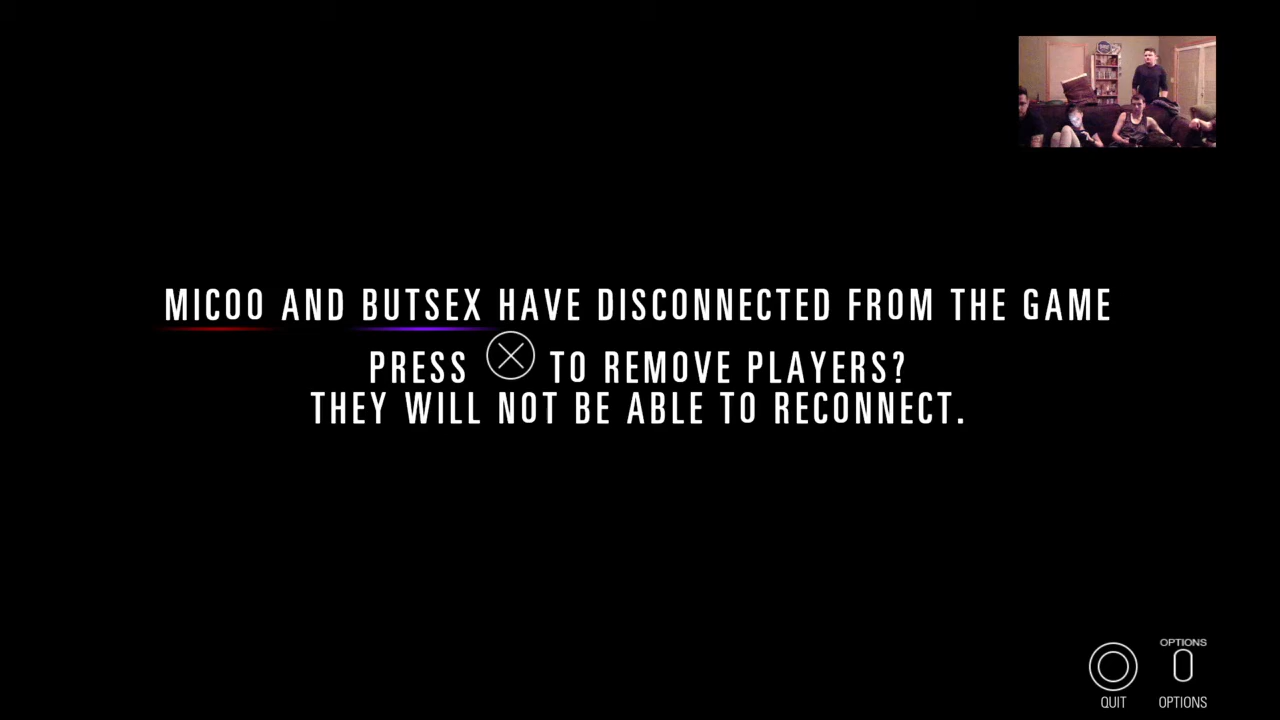 MICOO AND BUTSEX HAVE DISCONNECTED FROM THE GAME
PRESS TO REMOVE PLAYERS?
THEY WILL NOT BE ABLE TO RECONNECT.
OPTIONS
QUIT OPTIONS